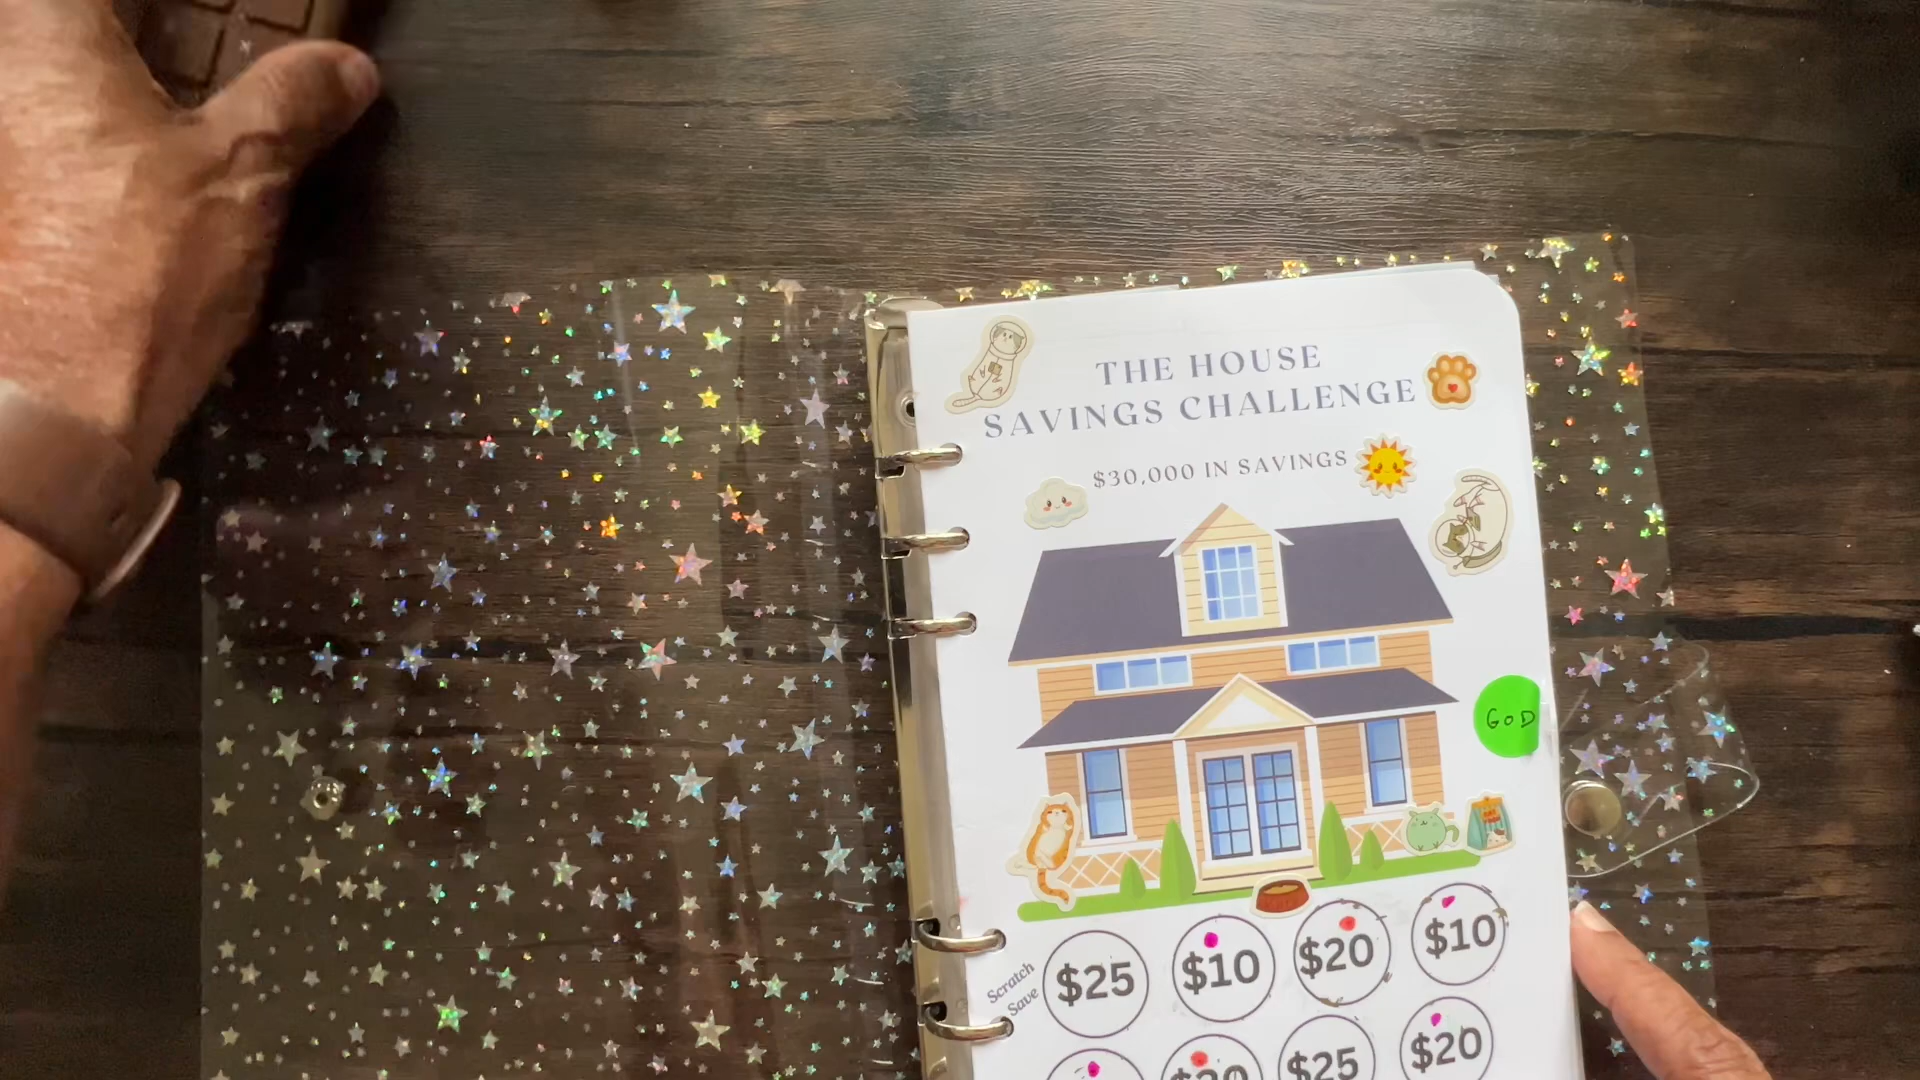 THE HOUSE
SAVINGS CHALLENGE
$30,000 IN SAVINGS
GOD
Scratch
Save
$25 $10 $20 $10
$25 $20